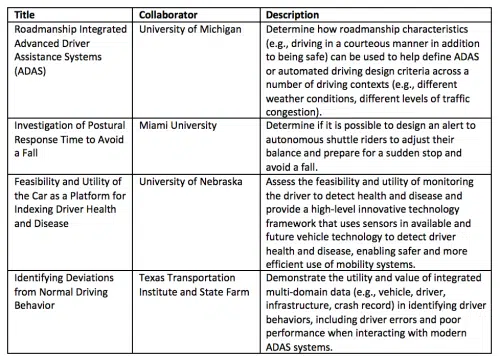 Title Collaborator Description
Roadmanship Integrated
Advanced Driver
Assistance Systems
(ADAS)
University of Michigan
Determine how roadmanship characteristics
(e.g., driving in a courteous manner in addition
to being safe) can be used to help define ADAS
or automated driving design criteria across a
number of driving contexts (e.g., different
weather conditions, different levels of traffic
congestion).
Investigation of Postural
Response Time to Avoid
a Fall
Miami University
Determine if it is possible to design an alert to
autonomous shuttle riders to adjust their
balance and prepare for a sudden stop and
avoid a fall.
Feasibility and Utility of
the Car as a Platform for
Indexing Driver Health
and Disease
University of Nebraska
Assess the feasibility and utility of monitoring
the driver to detect health and disease and
provide a high-level innovative technology
framework that uses sensors in available and
future vehicle technology to detect driver
health and disease, enabling safer and more
efficient use of mobility systems.
Identifying Deviations
from Normal Driving
Behavior
Texas Transportation
Institute and State Farm
Demonstrate the utility and value of integrated
multi-domain data (e.g., vehicle, driver,
infrastructure, crash record) in identifying driver
behaviors, including driver errors and poor
performance when interacting with modern
ADAS systems.